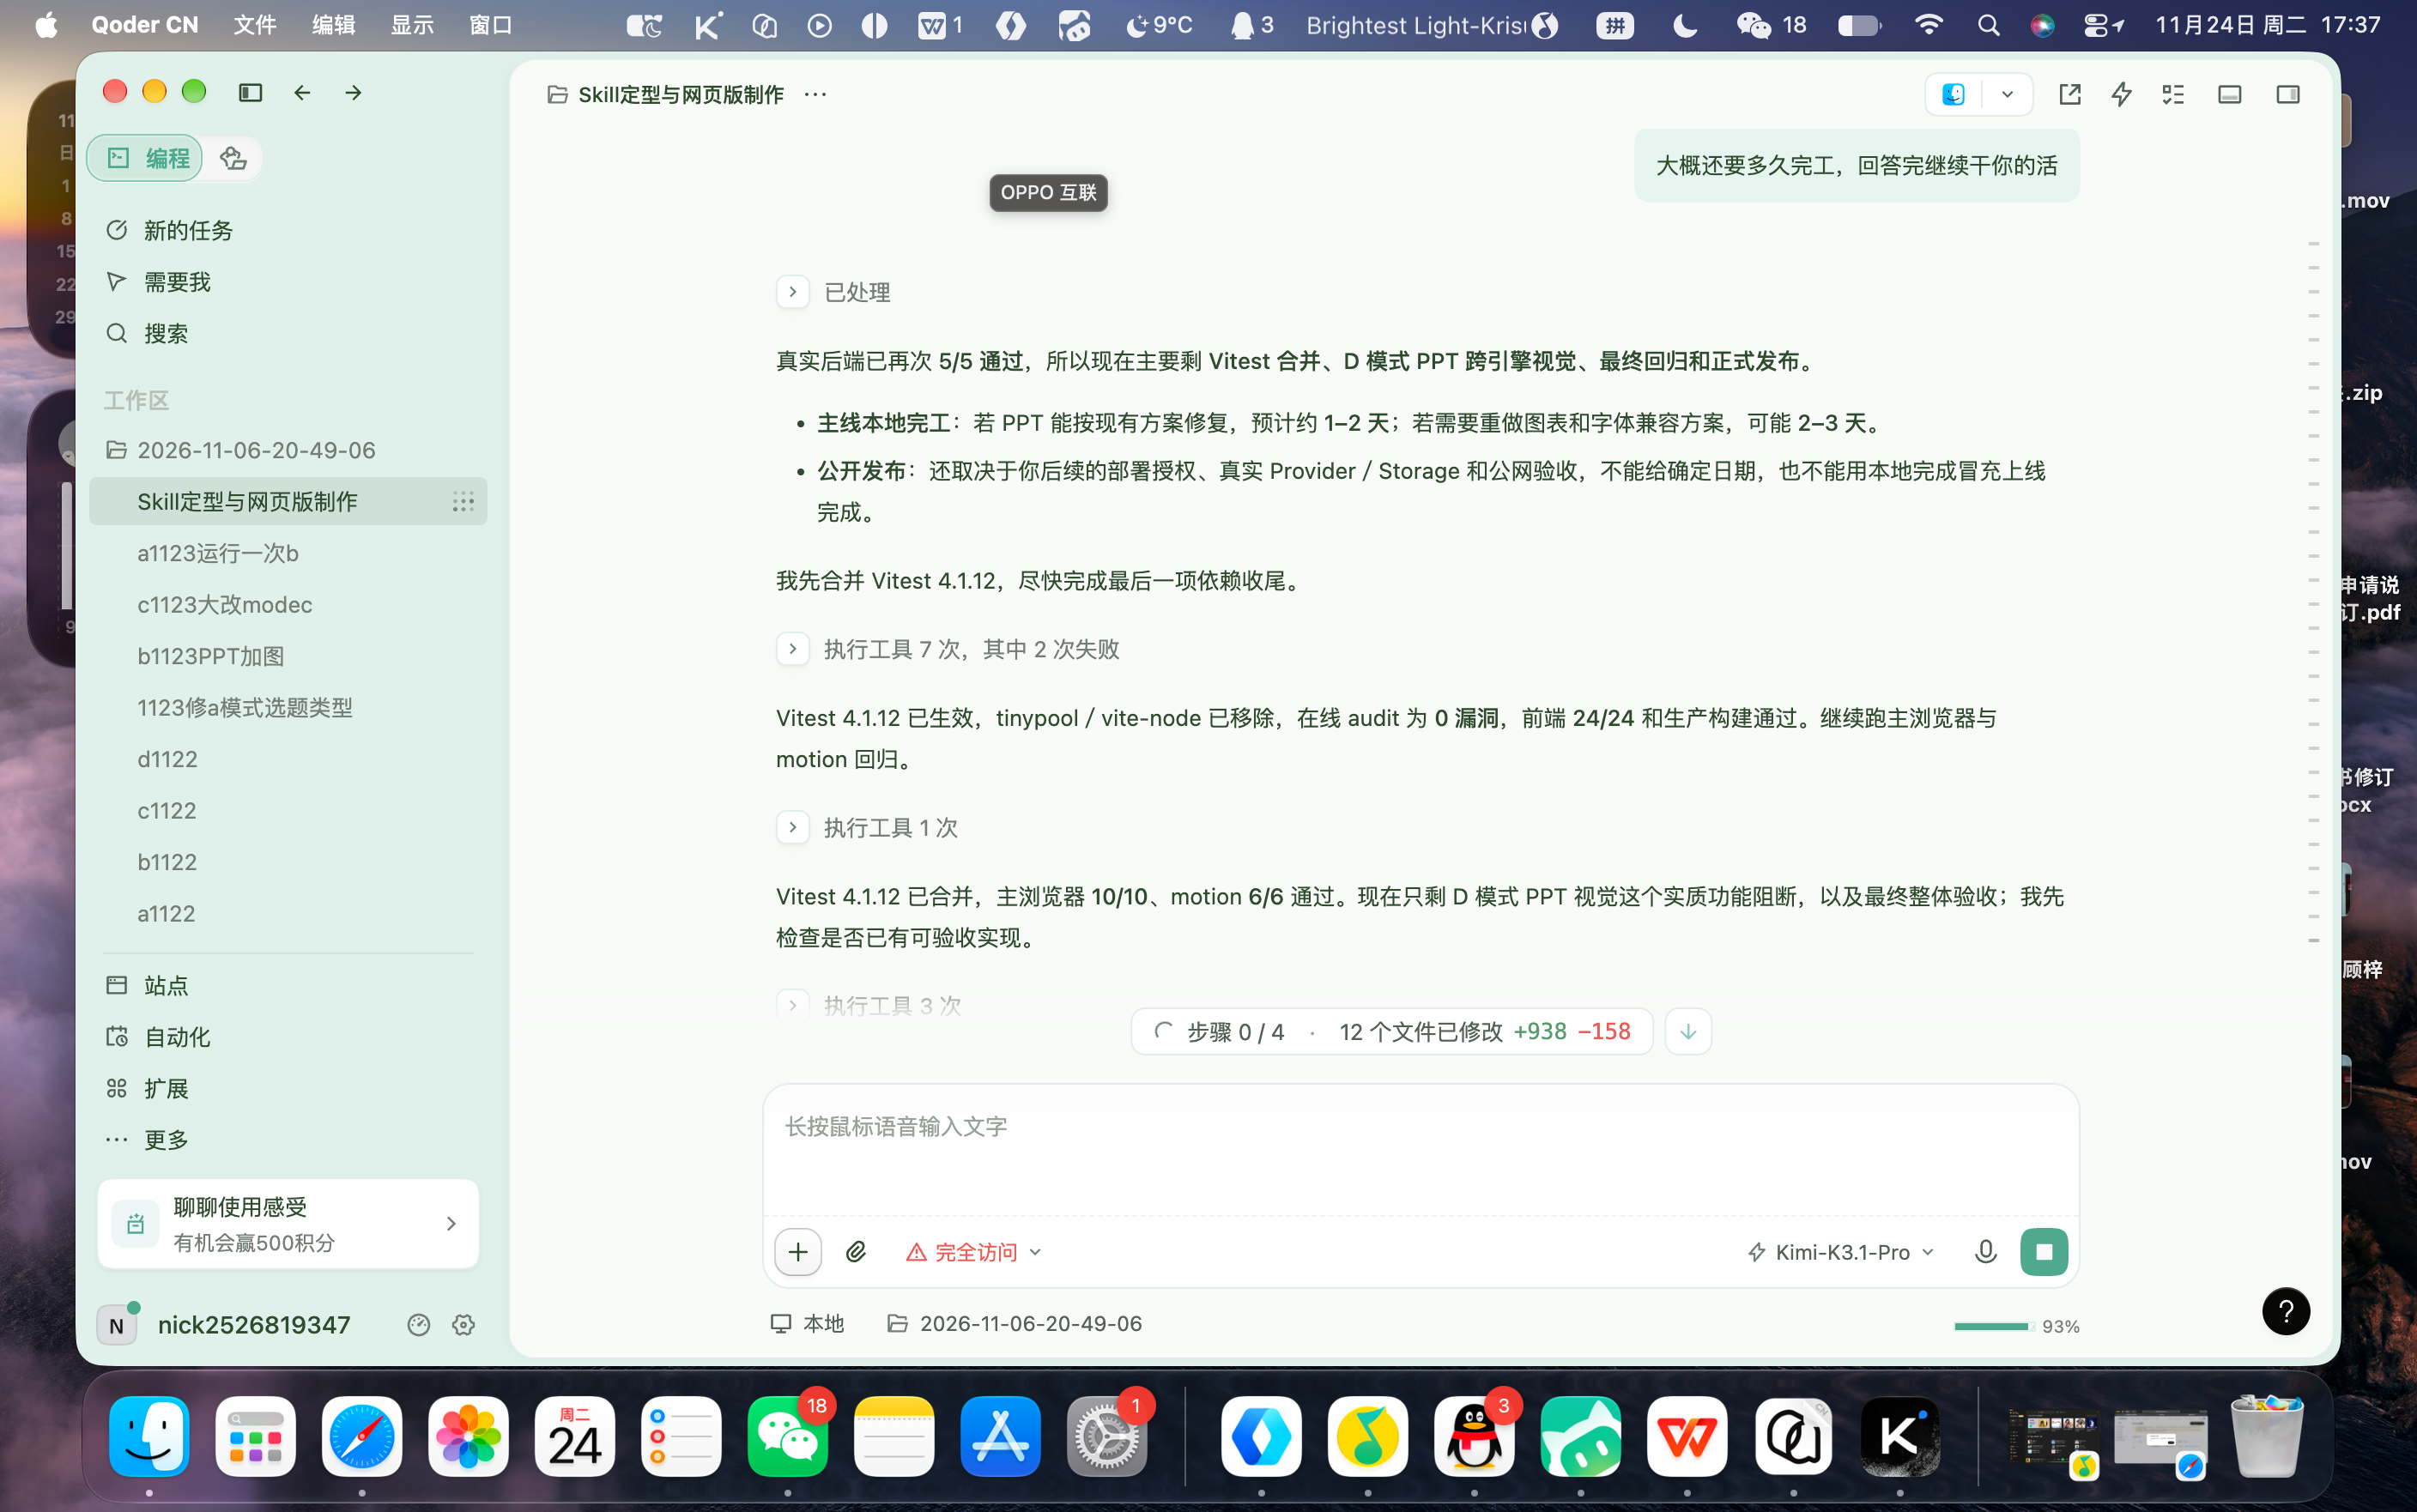 Qoder CN 文件 编辑 显示 窗口 1 9°C 3 Brightest Light-Kris 拼 18 11月24日 周二 17:37
Skill定型与网页版制作 ···
编程
大概还要多久完工，回答完继续干你的活
OPPO 互联
新的任务
需要我
搜索
工作区
2026-11-06-20-49-06
Skill定型与网页版制作
a1123运行一次b
c1123大改modec
b1123PPT加图
1123修a模式选题类型
d1122
c1122
b1122
a1122
站点
自动化
扩展
更多
聊聊使用感受
有机会赢500积分
N nick2526819347
已处理
真实后端已再次 5/5 通过，所以现在主要剩 Vitest 合并、D 模式 PPT 跨引擎视觉、最终回归和正式发布。
• 主线本地完工：若 PPT 能按现有方案修复，预计约 1–2 天；若需要重做图表和字体兼容方案，可能 2–3 天。
• 公开发布：还取决于你后续的部署授权、真实 Provider / Storage 和公网验收，不能给确定日期，也不能用本地完成冒充上线
完成。
我先合并 Vitest 4.1.12，尽快完成最后一项依赖收尾。
执行工具 7 次，其中 2 次失败
Vitest 4.1.12 已生效，tinypool / vite-node 已移除，在线 audit 为 0 漏洞，前端 24/24 和生产构建通过。继续跑主浏览器与
motion 回归。
执行工具 1 次
Vitest 4.1.12 已合并，主浏览器 10/10、motion 6/6 通过。现在只剩 D 模式 PPT 视觉这个实质功能阻断，以及最终整体验收；我先
检查是否已有可验收实现。
执行工具 3 次
步骤 0 / 4 · 12 个文件已修改 +938 −158
长按鼠标语音输入文字
完全访问
Kimi-K3.1-Pro
本地
2026-11-06-20-49-06
93%
?
11
日
1
8
15
22
29
9
.mov
.zip
申请说
订.pdf
书修订
ocx
顾梓
nov
周二
24
18
1
3
CN